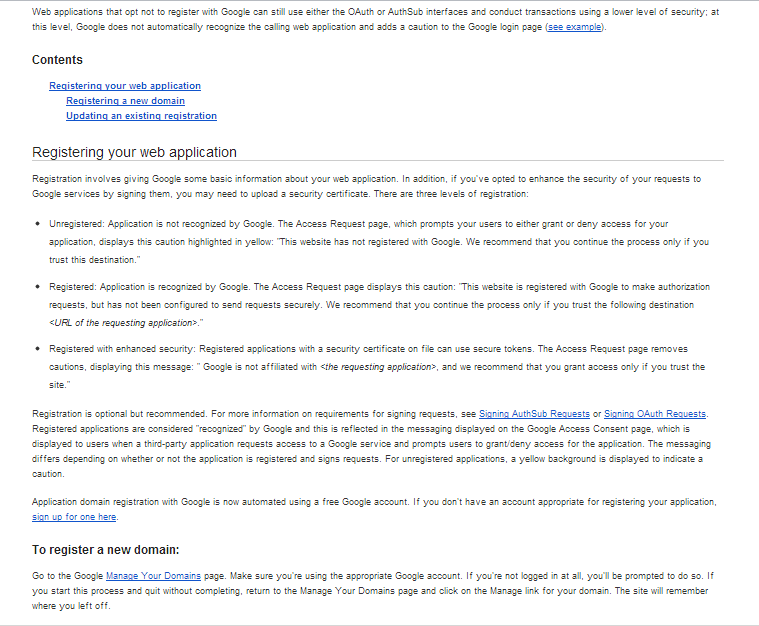 Web applications that opt not to register with Google can still use either the OAuth or AuthSub interfaces and conduct transactions using a lower level of security; at
this level, Google does not automatically recognize the calling web application and adds a caution to the Google login page (see example).
Contents
Registering your web application
Registering a new domain
Updating an existing registration
Registering your web application
Registration involves giving Google some basic information about your web application. In addition, if you've opted to enhance the security of your requests to
Google services by signing them, you may need to upload a security certificate. There are three levels of registration:
• Unregistered: Application is not recognized by Google. The Access Request page, which prompts your users to either grant or deny access for your
application, displays this caution highlighted in yellow: "This website has not registered with Google. We recommend that you continue the process only if you
trust this destination."
• Registered: Application is recognized by Google. The Access Request page displays this caution: "This website is registered with Google to make authorization
requests, but has not been configured to send requests securely. We recommend that you continue the process only if you trust the following destination
<URL of the requesting application>."
• Registered with enhanced security: Registered applications with a security certificate on file can use secure tokens. The Access Request page removes
cautions, displaying this message: " Google is not affiliated with <the requesting application>, and we recommend that you grant access only if you trust the
site."
Registration is optional but recommended. For more information on requirements for signing requests, see Signing AuthSub Requests or Signing OAuth Requests.
Registered applications are considered "recognized" by Google and this is reflected in the messaging displayed on the Google Access Consent page, which is
displayed to users when a third-party application requests access to a Google service and prompts users to grant/deny access for the application. The messaging
differs depending on whether or not the application is registered and signs requests. For unregistered applications, a yellow background is displayed to indicate a
caution.
Application domain registration with Google is now automated using a free Google account. If you don't have an account appropriate for registering your application,
sign up for one here.
To register a new domain:
Go to the Google Manage Your Domains page. Make sure you're using the appropriate Google account. If you're not logged in at all, you'll be prompted to do so. If
you start this process and quit without completing, return to the Manage Your Domains page and click on the Manage link for your domain. The site will remember
where you left off.